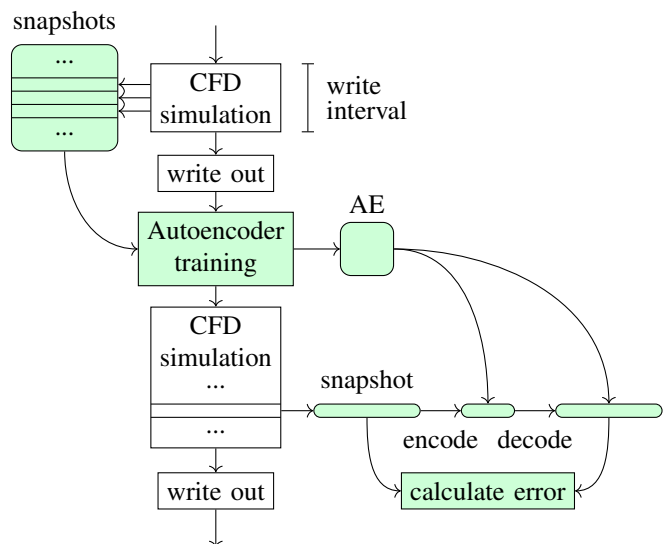 snapshots
...
...
CFD
simulation
write
interval
write out
Autoencoder
training
AE
CFD
simulation
...
...
snapshot
encode
decode
write out
calculate error